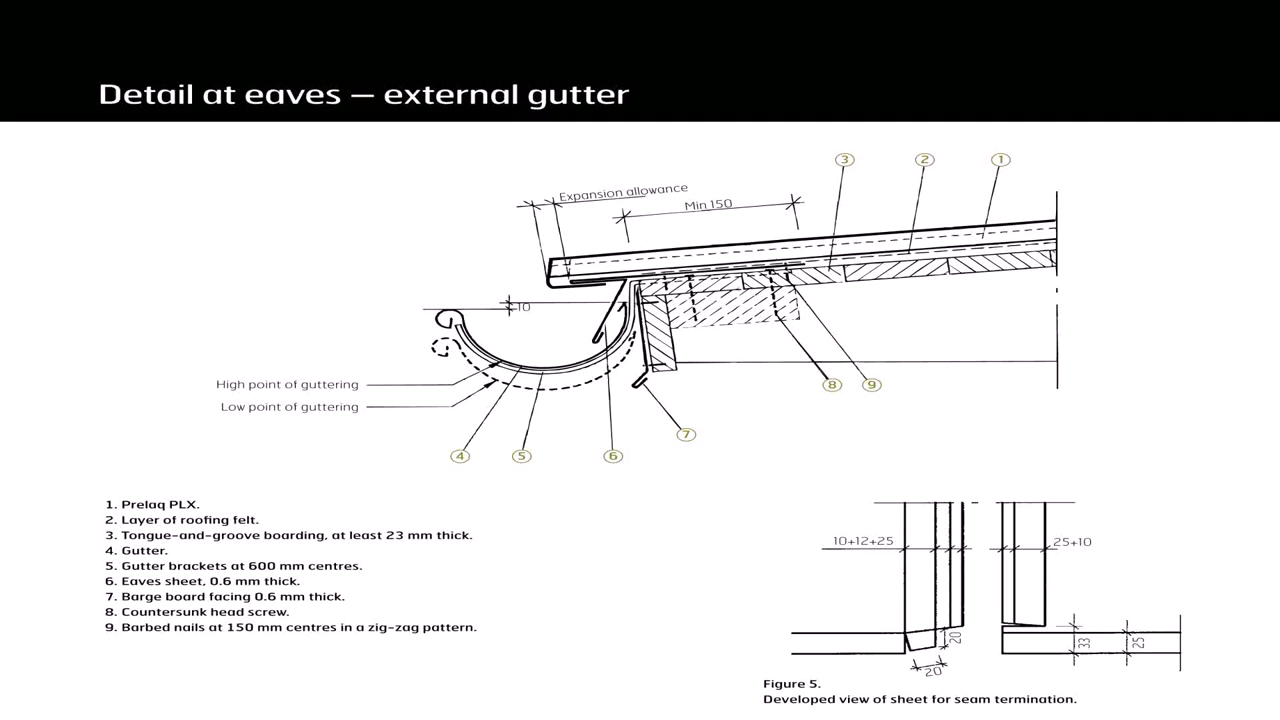 Detail at eaves – external gutter
3
2
1
Expansion allowance
Min 150
10
High point of guttering
Low point of guttering
8
9
7
4
5
6
1. Prelaq PLX.
2. Layer of roofing felt.
3. Tongue-and-groove boarding, at least 23 mm thick.
4. Gutter.
5. Gutter brackets at 600 mm centres.
6. Eaves sheet, 0.6 mm thick.
7. Barge board facing 0.6 mm thick.
8. Countersunk head screw.
9. Barbed nails at 150 mm centres in a zig-zag pattern.
10+12+25
25+10
20
33
25
20
Figure 5.
Developed view of sheet for seam termination.